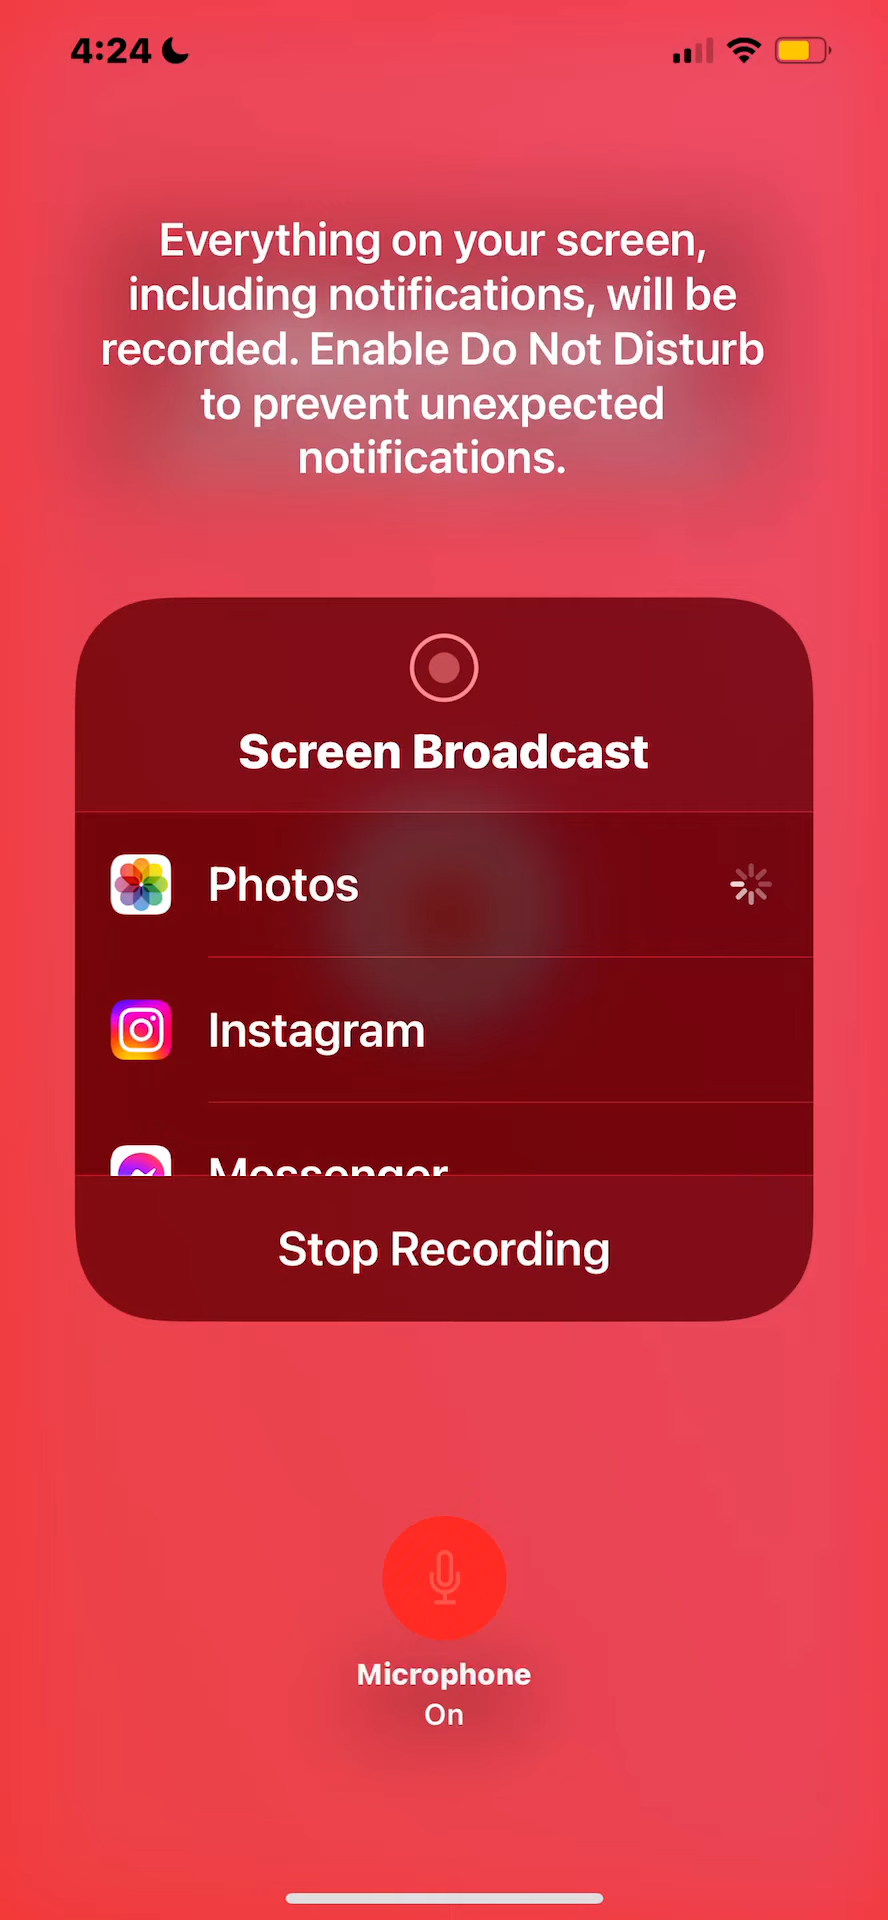 4:24
Everything on your screen,
including notifications, will be
recorded. Enable Do Not Disturb
to prevent unexpected
notifications.
Screen Broadcast
Photos
Instagram
Messenger
Stop Recording
Microphone
On